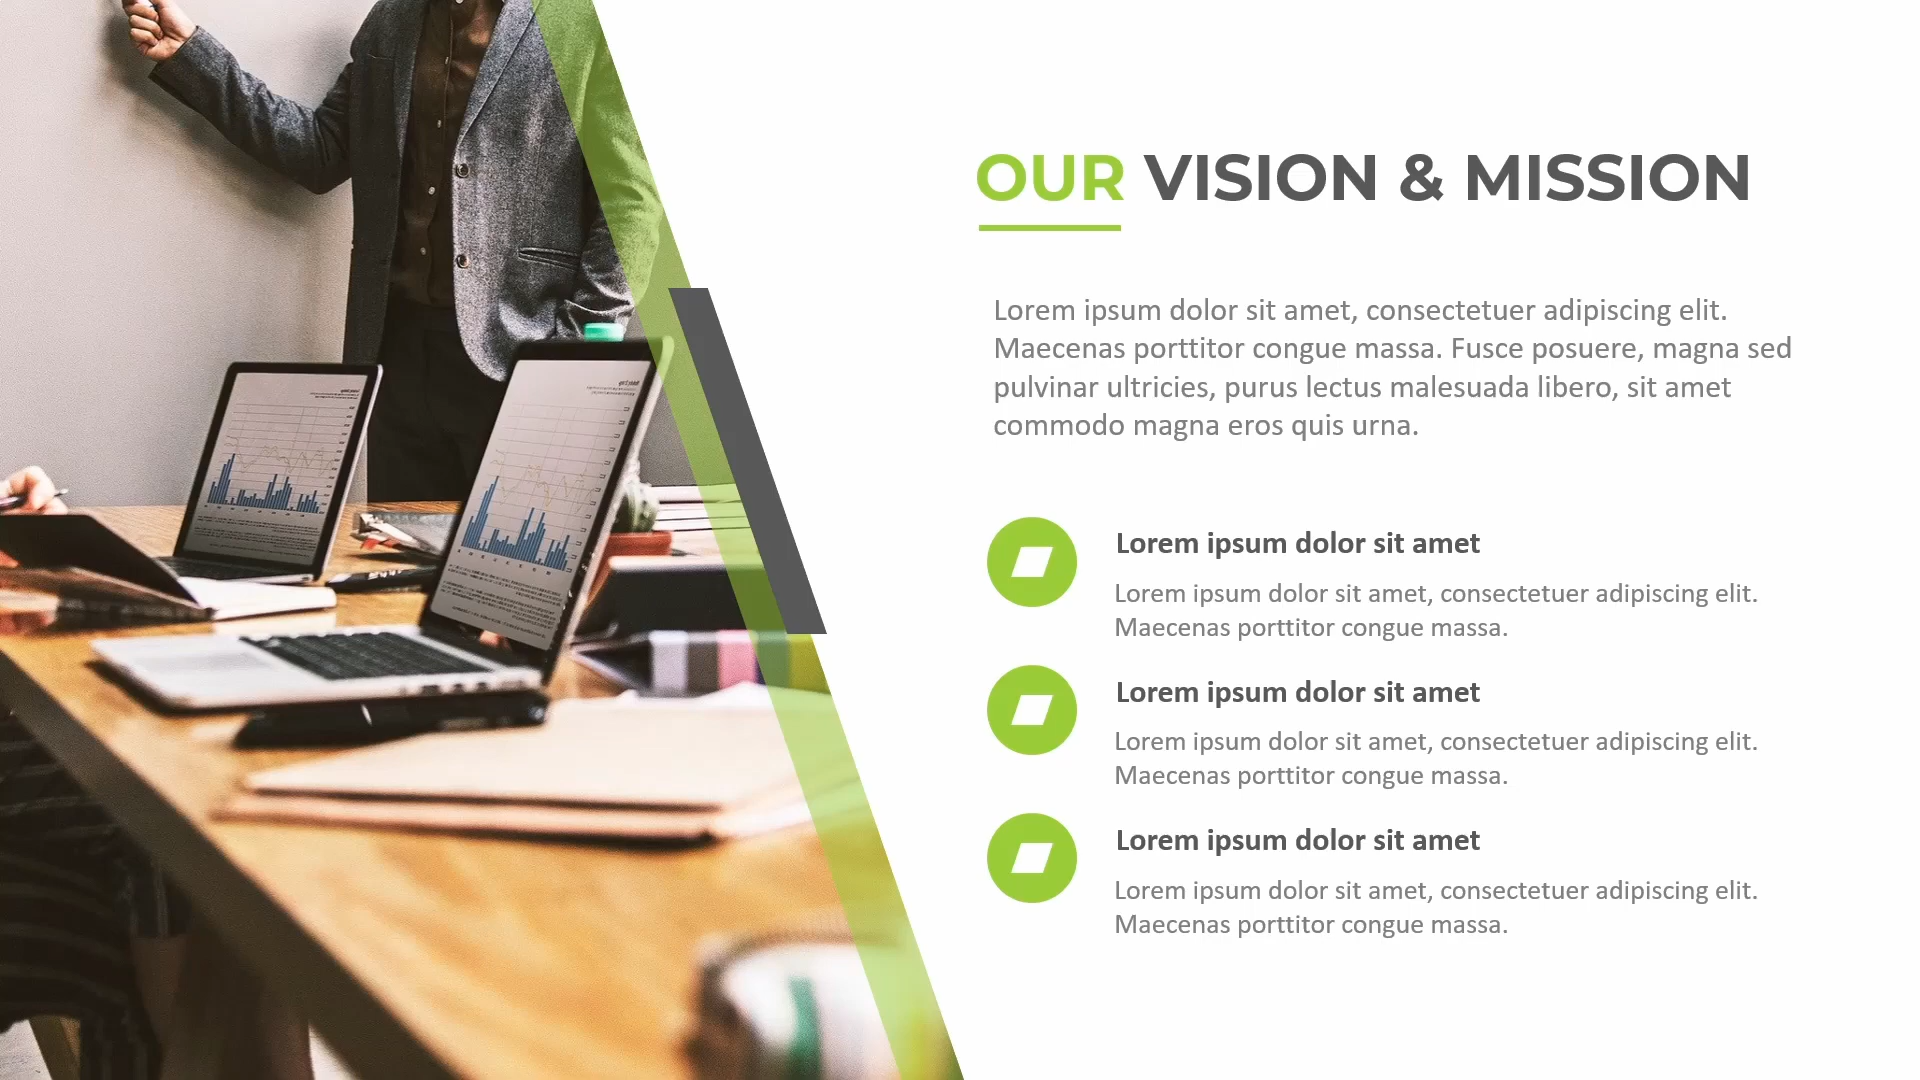 OUR VISION & MISSION
Lorem ipsum dolor sit amet, consectetuer adipiscing elit.
Maecenas porttitor congue massa. Fusce posuere, magna sed
pulvinar ultricies, purus lectus malesuada libero, sit amet
commodo magna eros quis urna.
Lorem ipsum dolor sit amet
Lorem ipsum dolor sit amet, consectetuer adipiscing elit.
Maecenas porttitor congue massa.
Lorem ipsum dolor sit amet
Lorem ipsum dolor sit amet, consectetuer adipiscing elit.
Maecenas porttitor congue massa.
Lorem ipsum dolor sit amet
Lorem ipsum dolor sit amet, consectetuer adipiscing elit.
Maecenas porttitor congue massa.